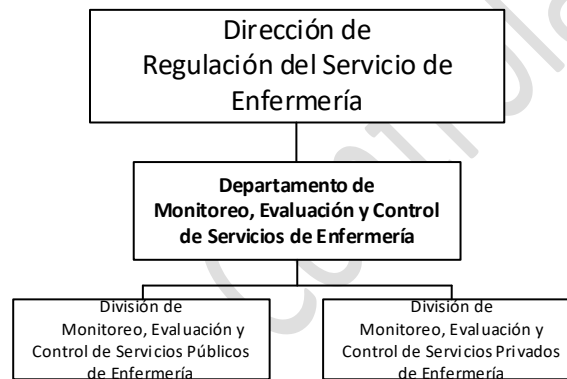 Dirección de
Regulación del Servicio de
Enfermería
Departamento de
Monitoreo, Evaluación y Control
de Servicios de Enfermería
División de
Monitoreo, Evaluación y
Control de Servicios Públicos
de Enfermería
División de
Monitoreo, Evaluación y
Control de Servicios Privados
de Enfermería